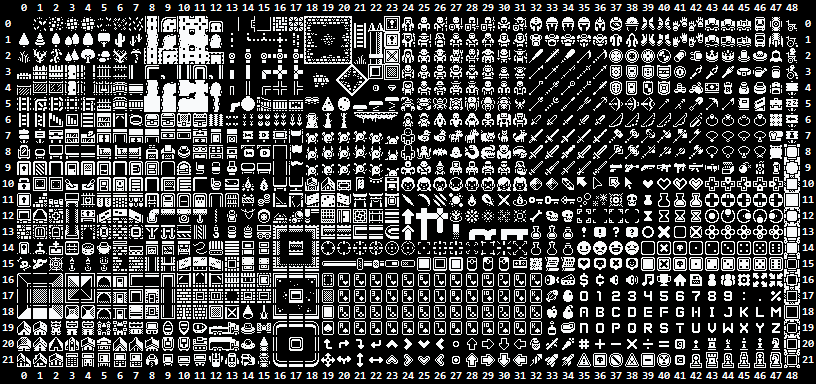 0 1 2 3 4 5 6 7 8 9 10 11 12 13 14 15 16 17 18 19 20 21 22 23 24 25 26 27 28 29 30 31 32 33 34 35 36 37 38 39 40 41 42 43 44 45 46 47 48
0 0
1 1
2 2
3 3
4 4
5 5
6 6
7 7
8 8
9 9
10 10
11 11
12 12
13 ! ? 13
14 14
15 15
16 $ ¢ 16
17 0 1 2 3 4 5 6 7 8 9 : . % 17
18 A B C D E F G H I J K L M 18
19 N O P Q R S T U V W X Y Z 19
20 # + - × ÷ = @ 20
21 21
0 1 2 3 4 5 6 7 8 9 10 11 12 13 14 15 16 17 18 19 20 21 22 23 24 25 26 27 28 29 30 31 32 33 34 35 36 37 38 39 40 41 42 43 44 45 46 47 48